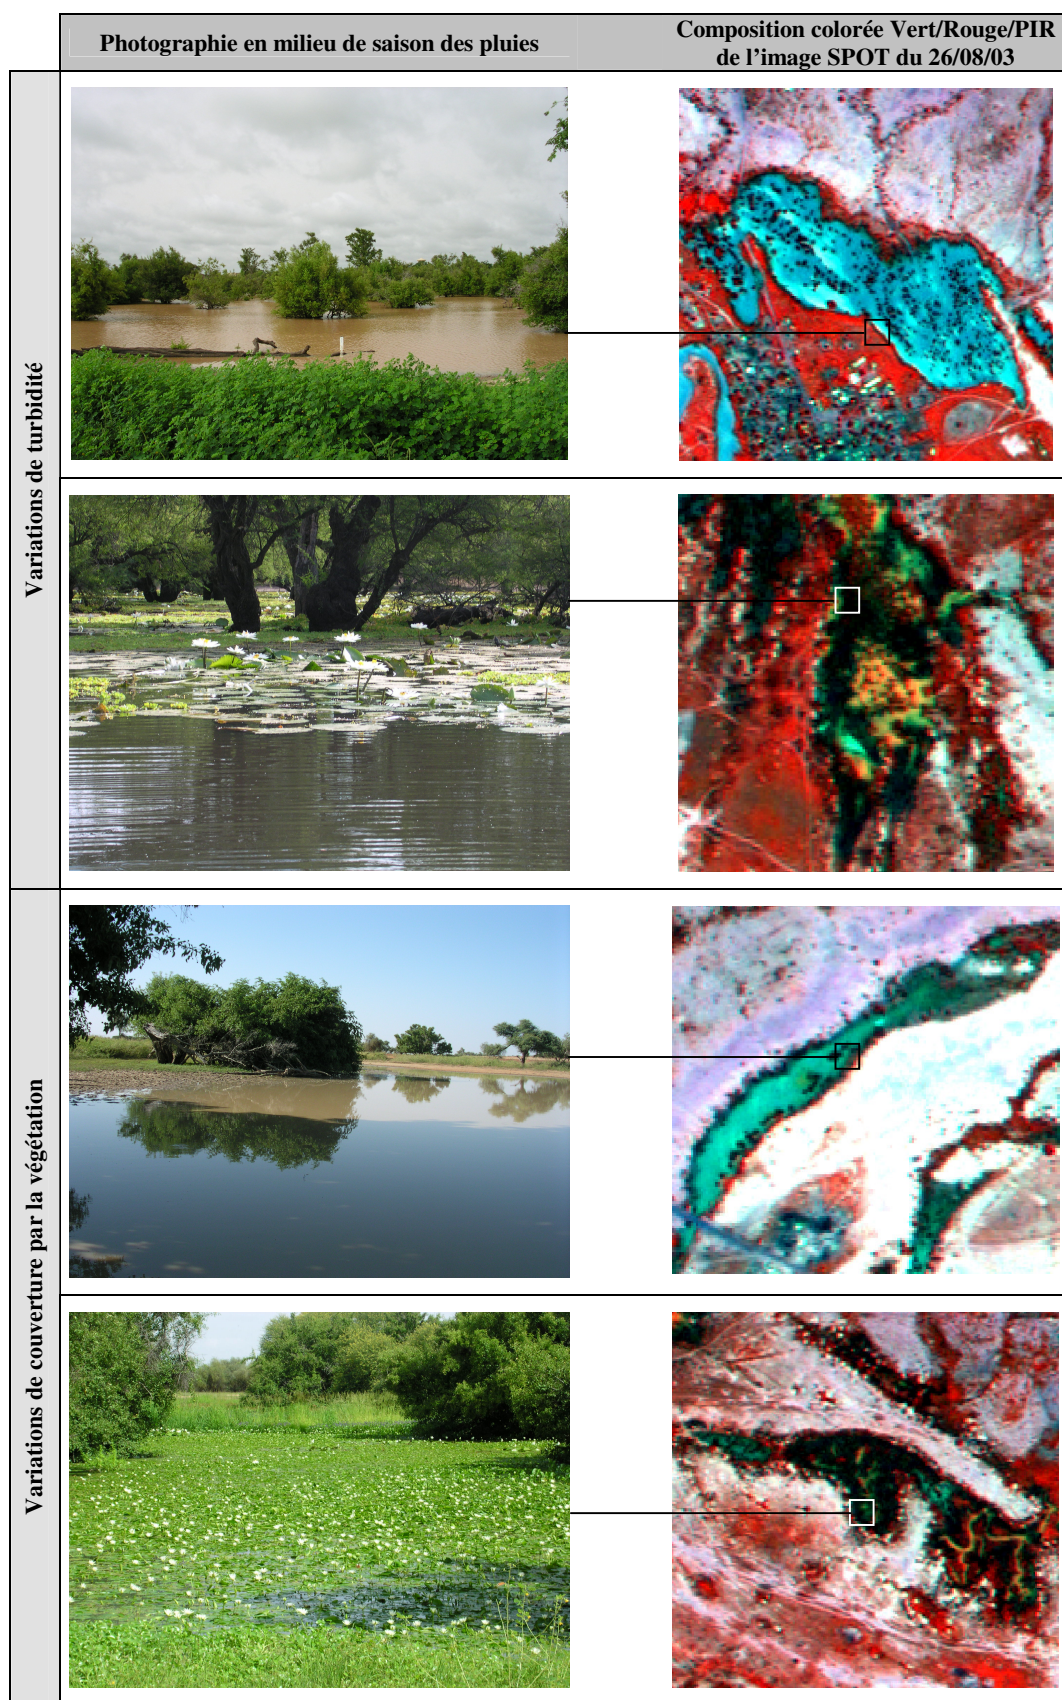 Photographie en milieu de saison des pluies
Composition colorée Vert/Rouge/PIR
de l’image SPOT du 26/08/03
Variations de turbidité
Variations de couverture par la végétation